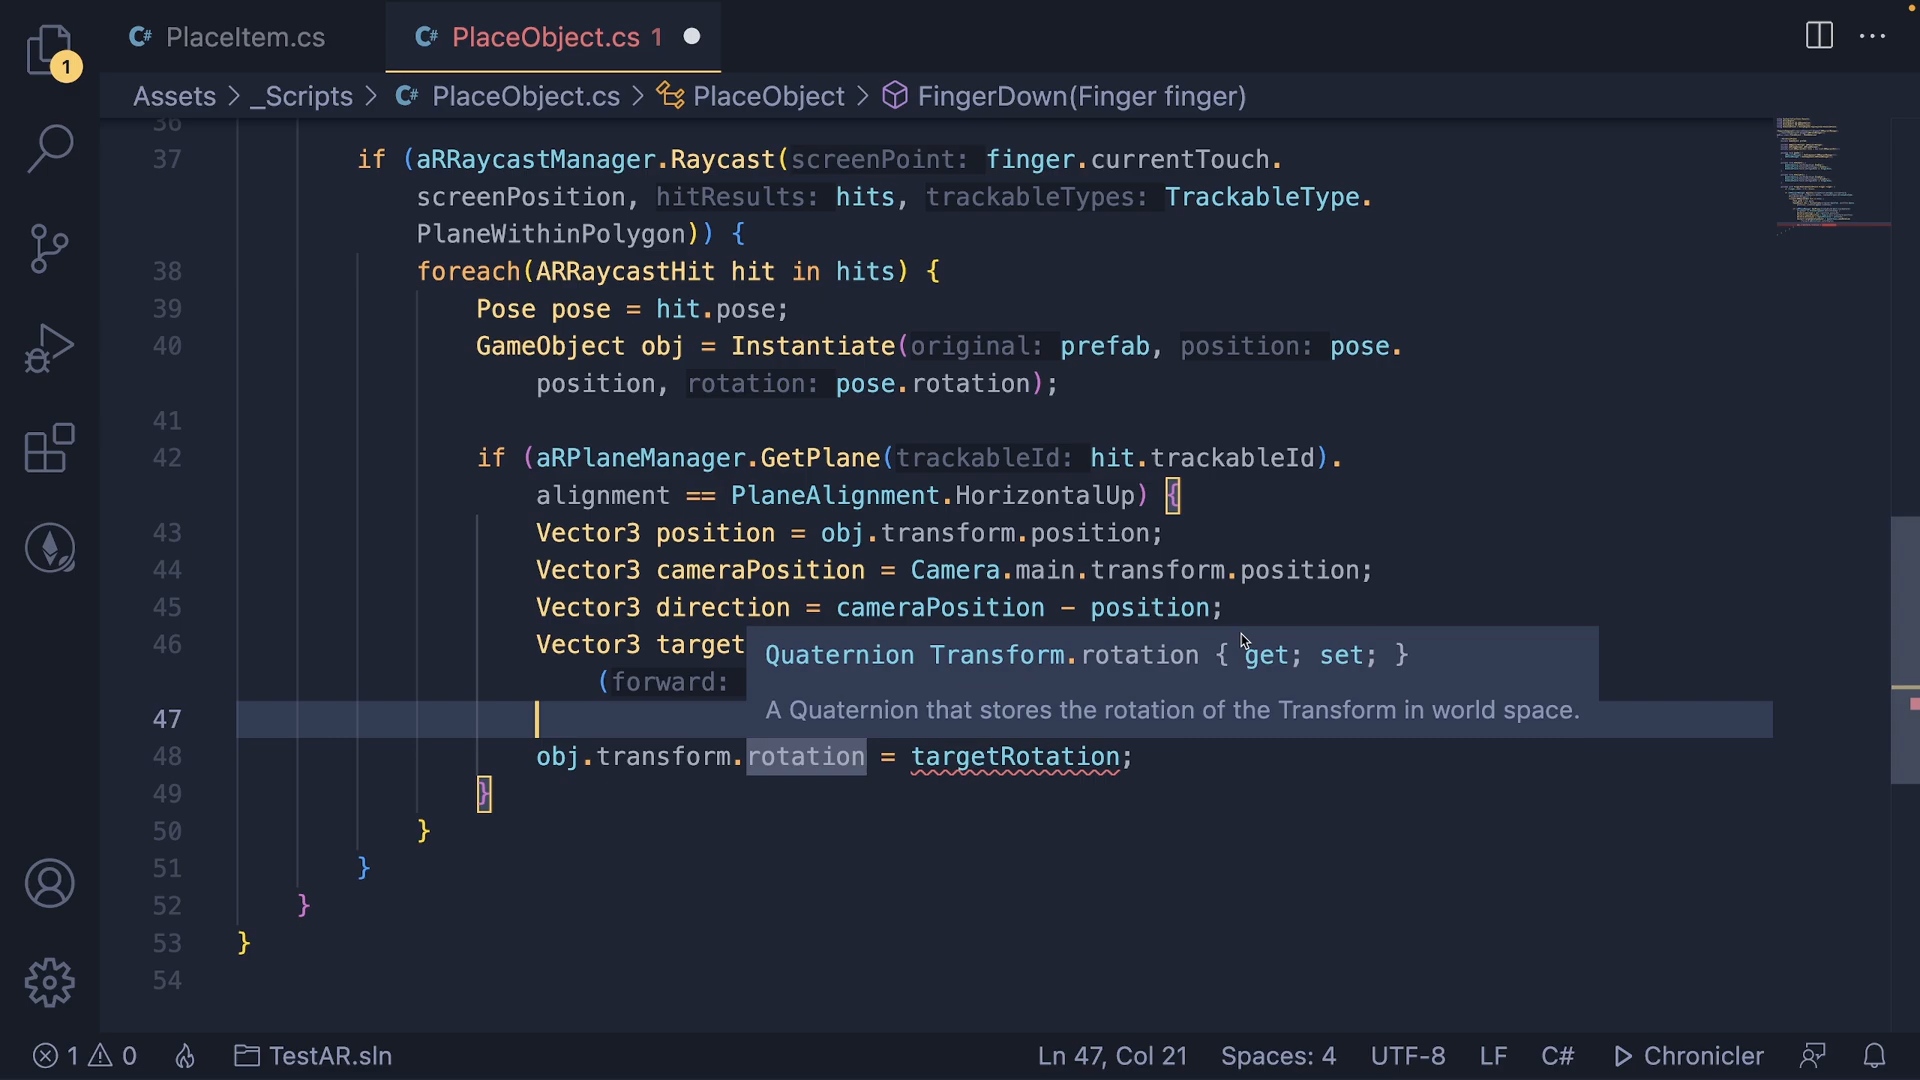 C# PlaceItem.cs
C# PlaceObject.cs 1
1
Assets > _Scripts > C# PlaceObject.cs > PlaceObject > FingerDown(Finger finger)
36
37 if (aRRaycastManager.Raycast(screenPoint: finger.currentTouch.
screenPosition, hitResults: hits, trackableTypes: TrackableType.
PlaneWithinPolygon)) {
38 foreach(ARRaycastHit hit in hits) {
39 Pose pose = hit.pose;
40 GameObject obj = Instantiate(original: prefab, position: pose.
position, rotation: pose.rotation);
41
42 if (aRPlaneManager.GetPlane(trackableId: hit.trackableId).
alignment == PlaneAlignment.HorizontalUp) {
43 Vector3 position = obj.transform.position;
44 Vector3 cameraPosition = Camera.main.transform.position;
45 Vector3 direction = cameraPosition - position;
46 Vector3 target
(forward:
Quaternion Transform.rotation { get; set; }
A Quaternion that stores the rotation of the Transform in world space.
47
48 obj.transform.rotation = targetRotation;
49 }
50 }
51 }
52 }
53 }
54
1 0 TestAR.sln Ln 47, Col 21 Spaces: 4 UTF-8 LF C# Chronicler